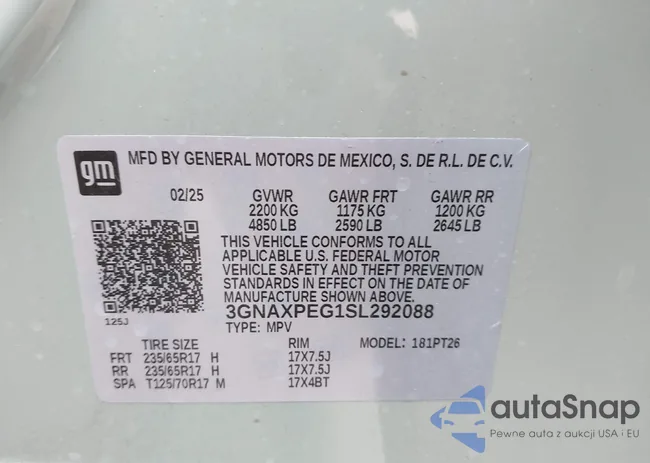 gm
MFD BY GENERAL MOTORS DE MEXICO, S. DE R.L. DE C.V.
02/25 GVWR GAWR FRT GAWR RR
2200 KG 1175 KG 1200 KG
4850 LB 2590 LB 2645 LB
THIS VEHICLE CONFORMS TO ALL
APPLICABLE U.S. FEDERAL MOTOR
VEHICLE SAFETY AND THEFT PREVENTION
STANDARDS IN EFFECT ON THE DATE OF
MANUFACTURE SHOWN ABOVE.
125J
3GNAXPEG1SL292088
TYPE: MPV
TIRE SIZE RIM MODEL: 181PT26
FRT 235/65R17 H 17X7.5J
RR 235/65R17 H 17X7.5J
SPA T125/70R17 M 17X4BT
autaSnap
Pewne auta z aukcji USA i EU